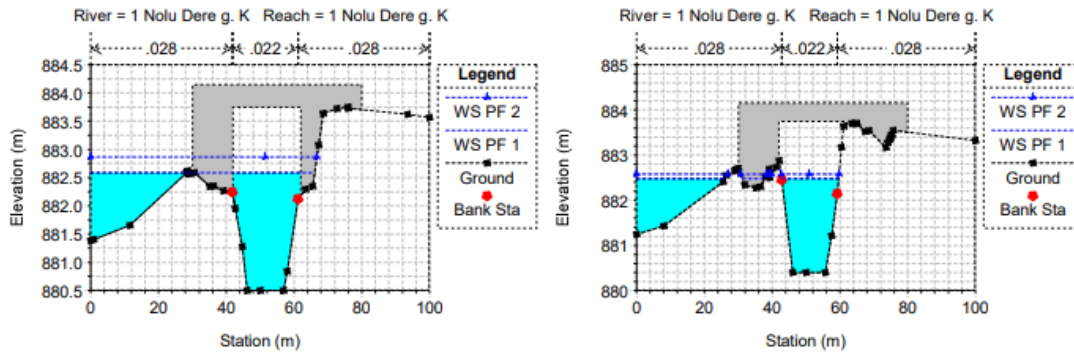 River = 1 Nolu Dere g. K Reach = 1 Nolu Dere g. K
.028 .022 .028
884.5
884.0
883.5
883.0
882.5
882.0
881.5
881.0
880.5
Elevation (m)
0 20 40 60 80 100
Station (m)
Legend
WS PF 2
WS PF 1
Ground
Bank Sta
River = 1 Nolu Dere g. K Reach = 1 Nolu Dere g. K
.028 .022 .028
885
884
883
882
881
880
Elevation (m)
0 20 40 60 80 100
Station (m)
Legend
WS PF 2
WS PF 1
Ground
Bank Sta